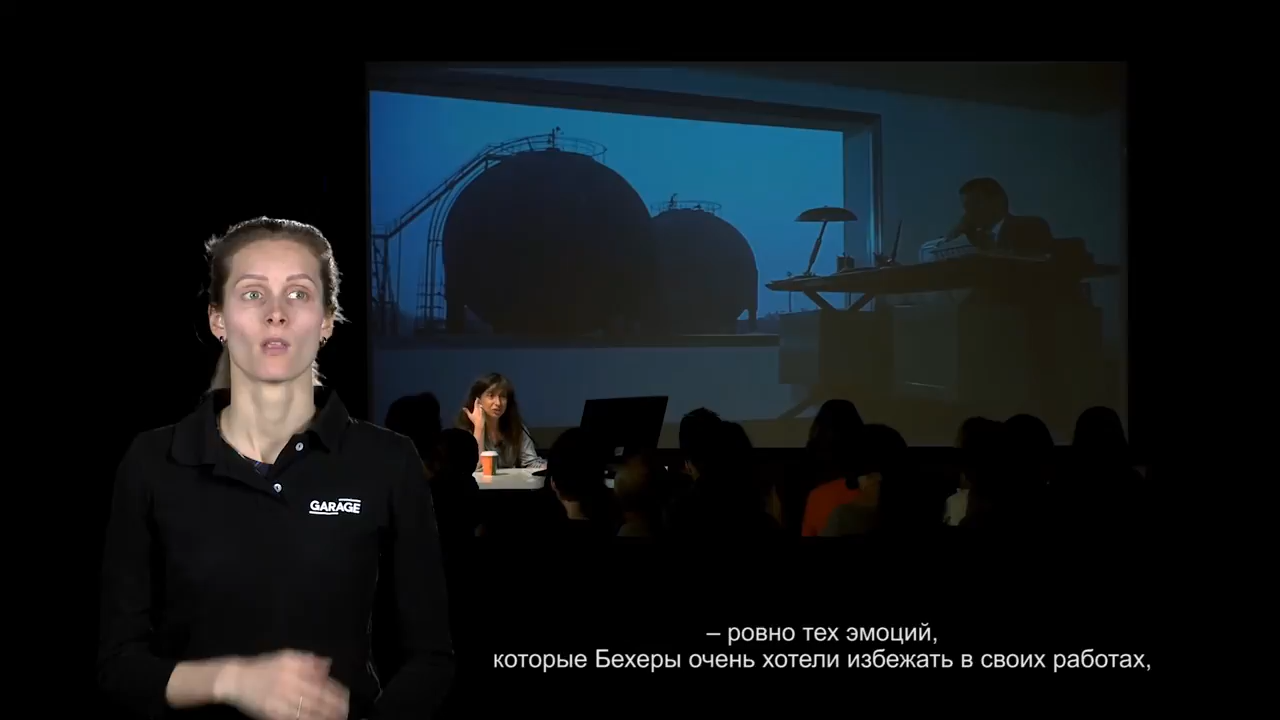 GARAGE
– ровно тех эмоций,
которые Бехеры очень хотели избежать в своих работах,